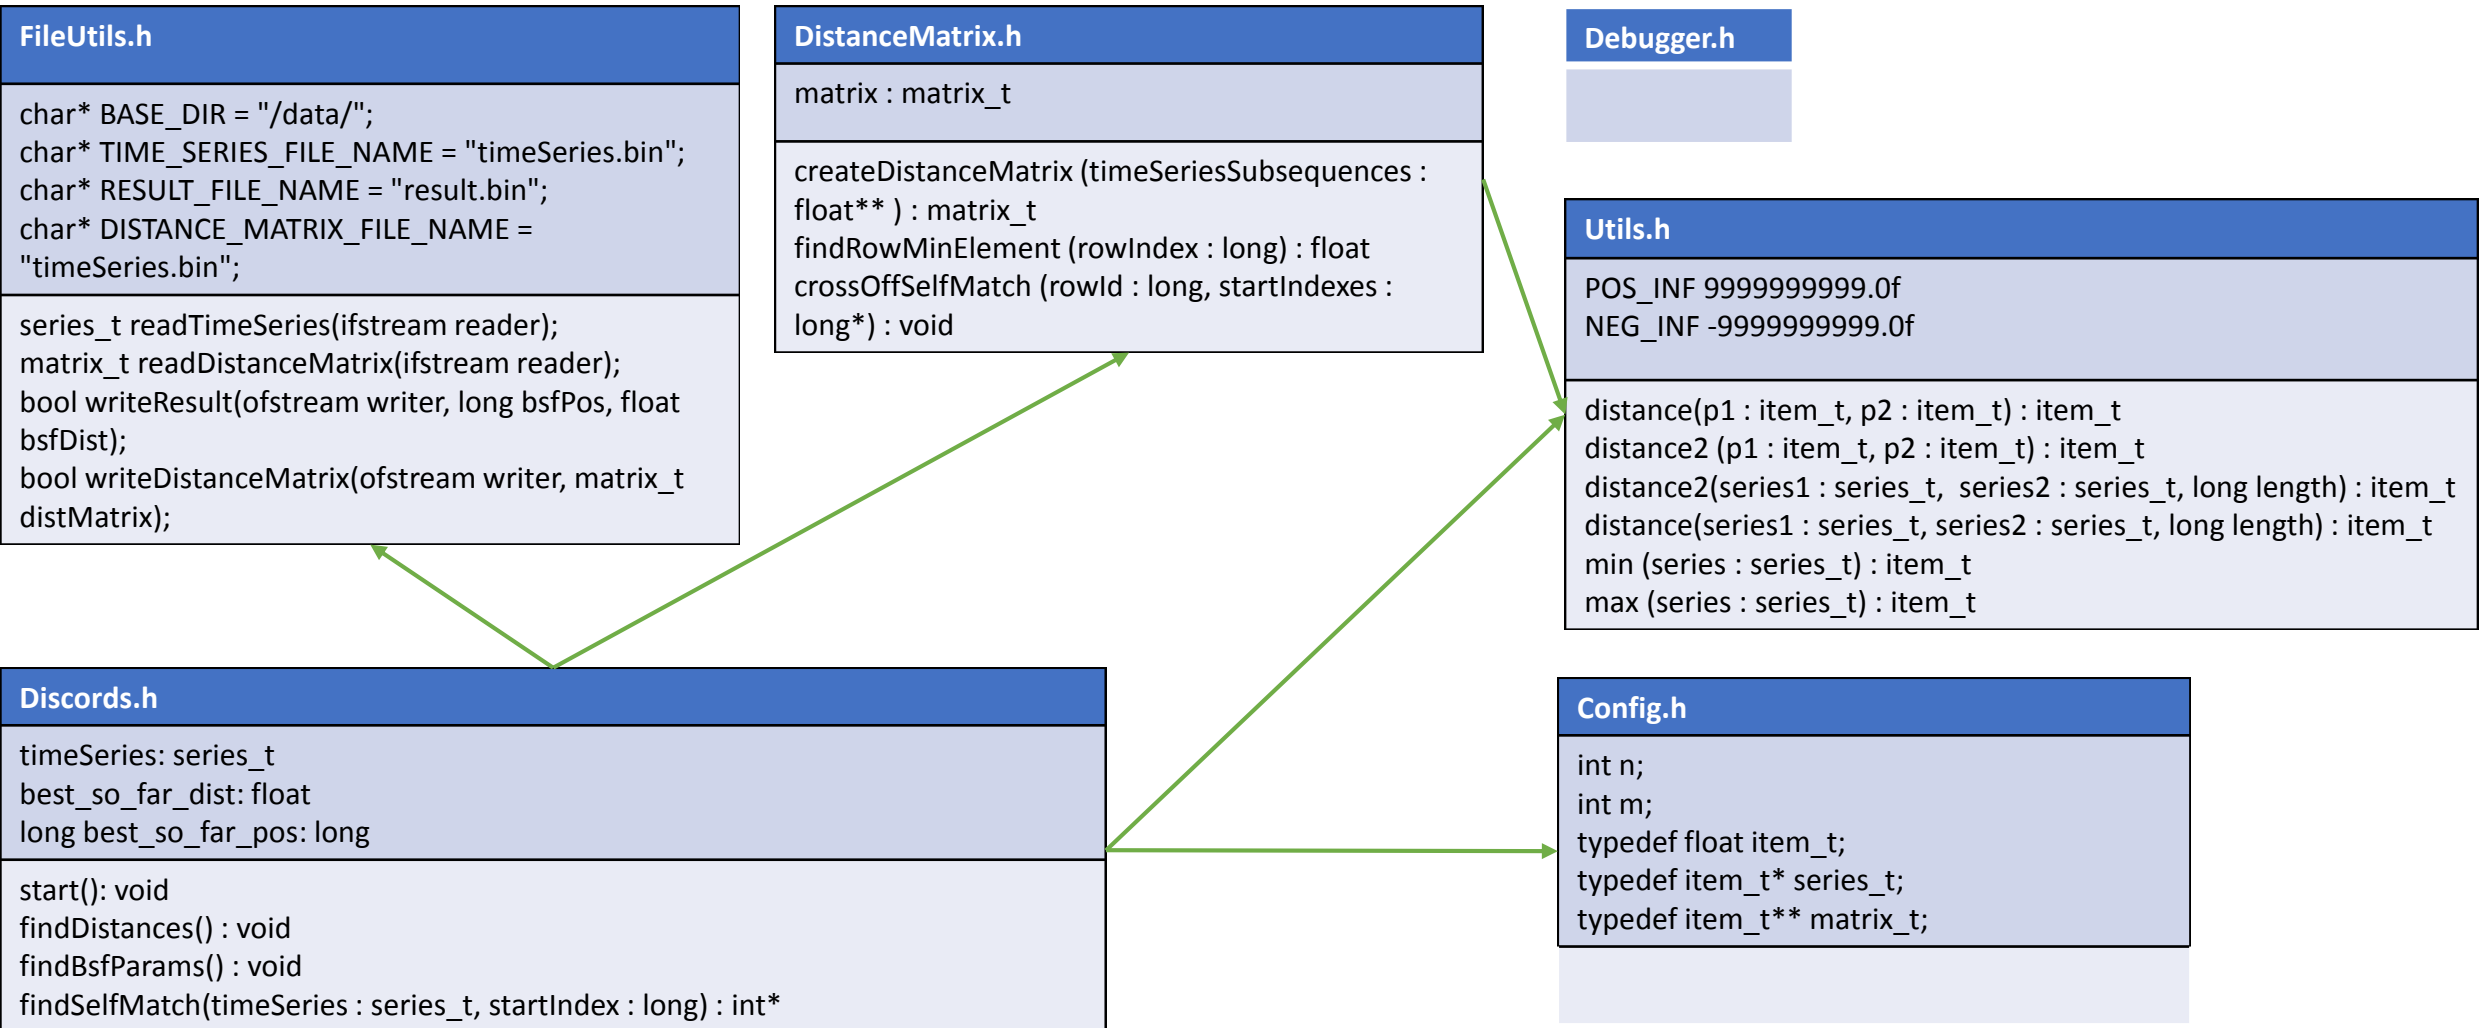 FileUtils.h
char* BASE_DIR = "/data/";
char* TIME_SERIES_FILE_NAME = "timeSeries.bin";
char* RESULT_FILE_NAME = "result.bin";
char* DISTANCE_MATRIX_FILE_NAME =
"timeSeries.bin";
series_t readTimeSeries(ifstream reader);
matrix_t readDistanceMatrix(ifstream reader);
bool writeResult(ofstream writer, long bsfPos, float
bsfDist);
bool writeDistanceMatrix(ofstream writer, matrix_t
distMatrix);
DistanceMatrix.h
matrix : matrix_t
createDistanceMatrix (timeSeriesSubsequences :
float** ) : matrix_t
findRowMinElement (rowIndex : long) : float
crossOffSelfMatch (rowId : long, startIndexes :
long*) : void
Debugger.h
Utils.h
POS_INF 9999999999.0f
NEG_INF -9999999999.0f
distance(p1 : item_t, p2 : item_t) : item_t
distance2 (p1 : item_t, p2 : item_t) : item_t
distance2(series1 : series_t,  series2 : series_t, long length) : item_t
distance(series1 : series_t, series2 : series_t, long length) : item_t
min (series : series_t) : item_t
max (series : series_t) : item_t
Discords.h
timeSeries: series_t
best_so_far_dist: float
long best_so_far_pos: long
start(): void
findDistances() : void
findBsfParams() : void
findSelfMatch(timeSeries : series_t, startIndex : long) : int*
Config.h
int n;
int m;
typedef float item_t;
typedef item_t* series_t;
typedef item_t** matrix_t;